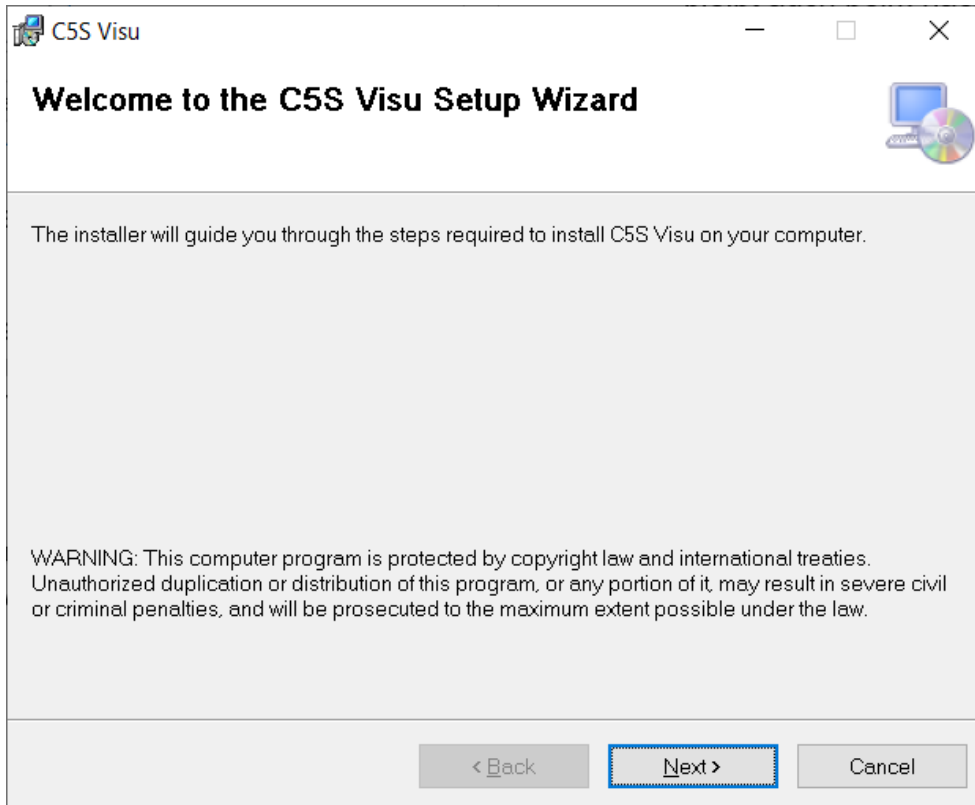 C5S Visu
Welcome to the C5S Visu Setup Wizard
The installer will guide you through the steps required to install C5S Visu on your computer.
WARNING: This computer program is protected by copyright law and international treaties.
Unauthorized duplication or distribution of this program, or any portion of it, may result in severe civil
or criminal penalties, and will be prosecuted to the maximum extent possible under the law.
< Back
Next >
Cancel